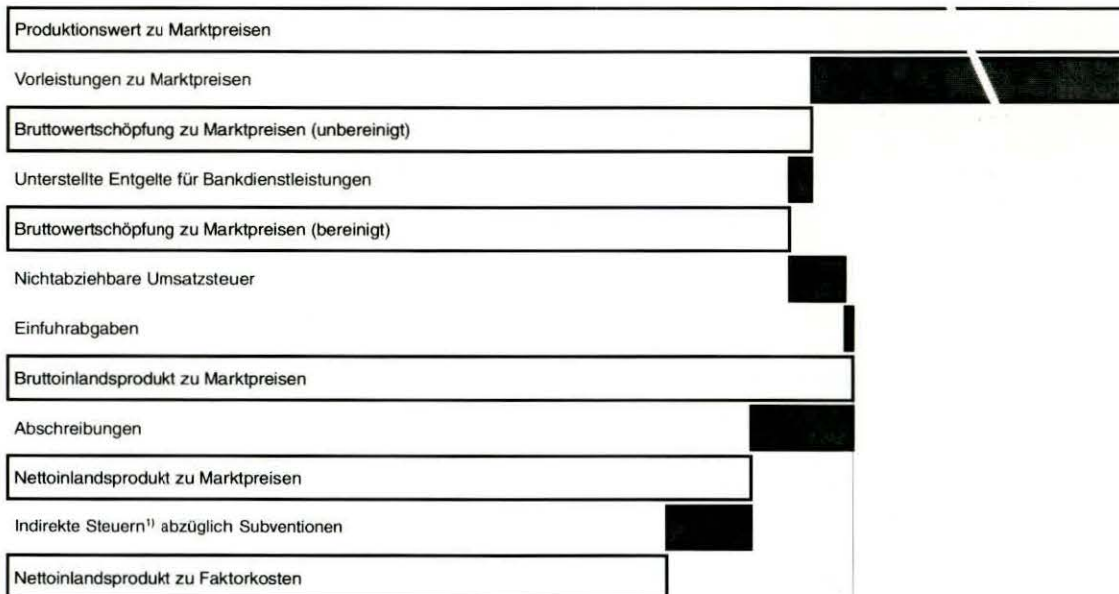 Produktionswert zu Marktpreisen
Vorleistungen zu Marktpreisen
Bruttowertschöpfung zu Marktpreisen (unbereinigt)
Unterstellte Entgelte für Bankdienstleistungen
Bruttowertschöpfung zu Marktpreisen (bereinigt)
Nichtabziehbare Umsatzsteuer
Einfuhrabgaben
Bruttoinlandsprodukt zu Marktpreisen
Abschreibungen
Nettoinlandsprodukt zu Marktpreisen
Indirekte Steuern¹⁾ abzüglich Subventionen
Nettoinlandsprodukt zu Faktorkosten